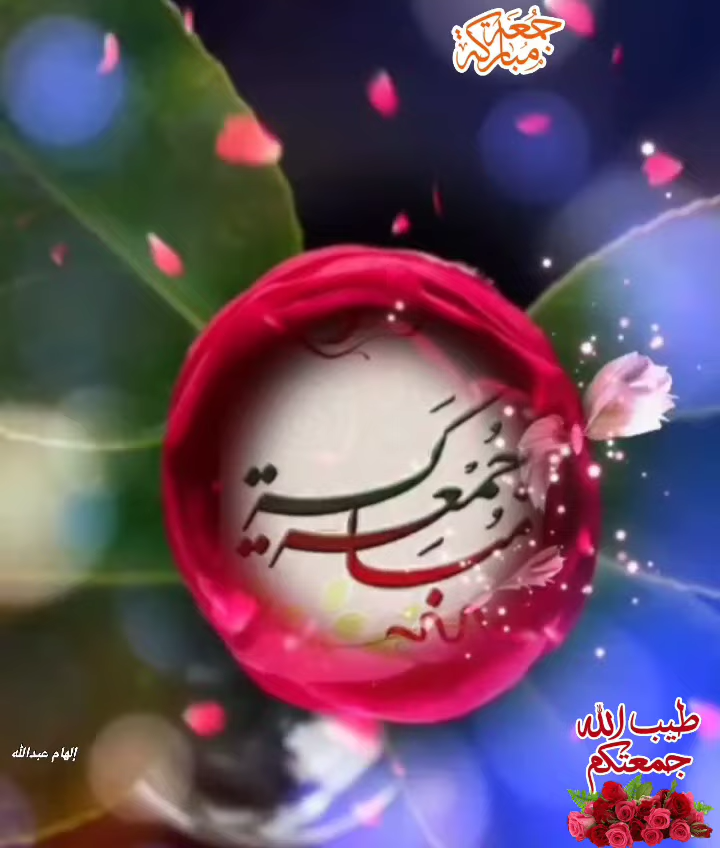 جمعة
مباركة
جمعة
مباركة
إلهام عبدالله
طيب الله
جمعتكم